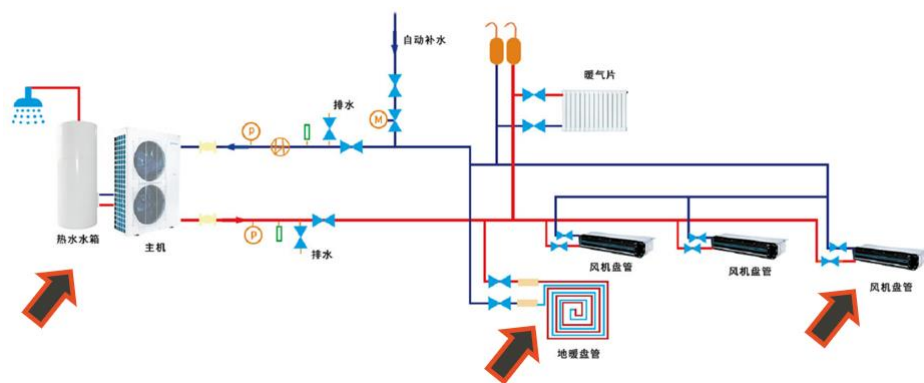 自动补水
暖气片
排水
P
M
热水水箱
主机
P
排水
风机盘管
风机盘管
风机盘管
地暖盘管